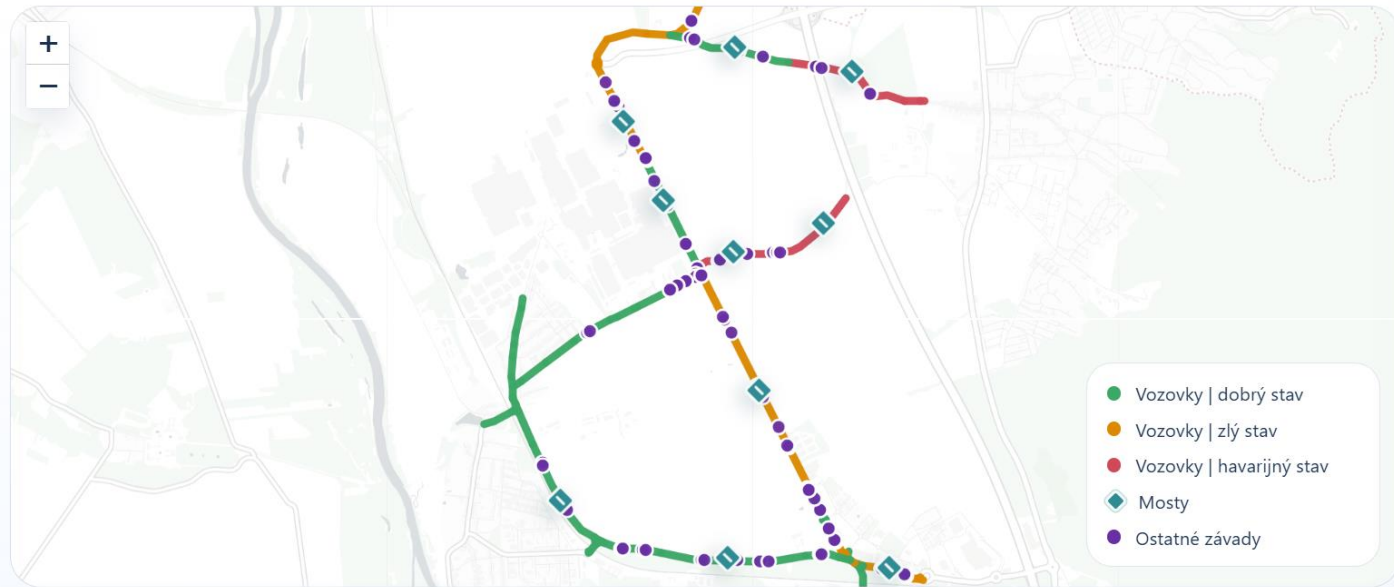 +
−
Vozovky | dobrý stav
Vozovky | zlý stav
Vozovky | havarijný stav
Mosty
Ostatné závady